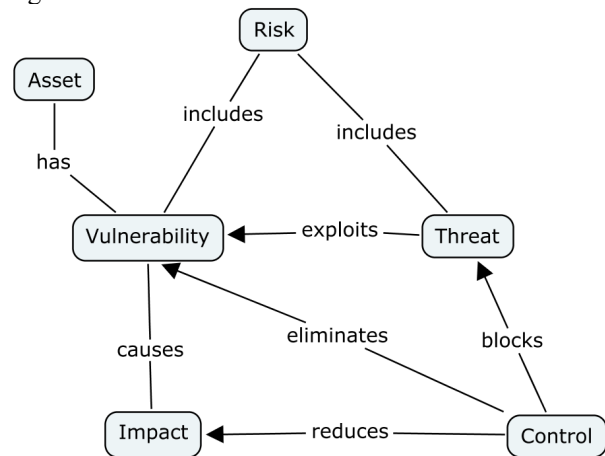 Risk
Asset
includes
includes
has
Vulnerability
exploits
Threat
eliminates
blocks
causes
Impact
reduces
Control